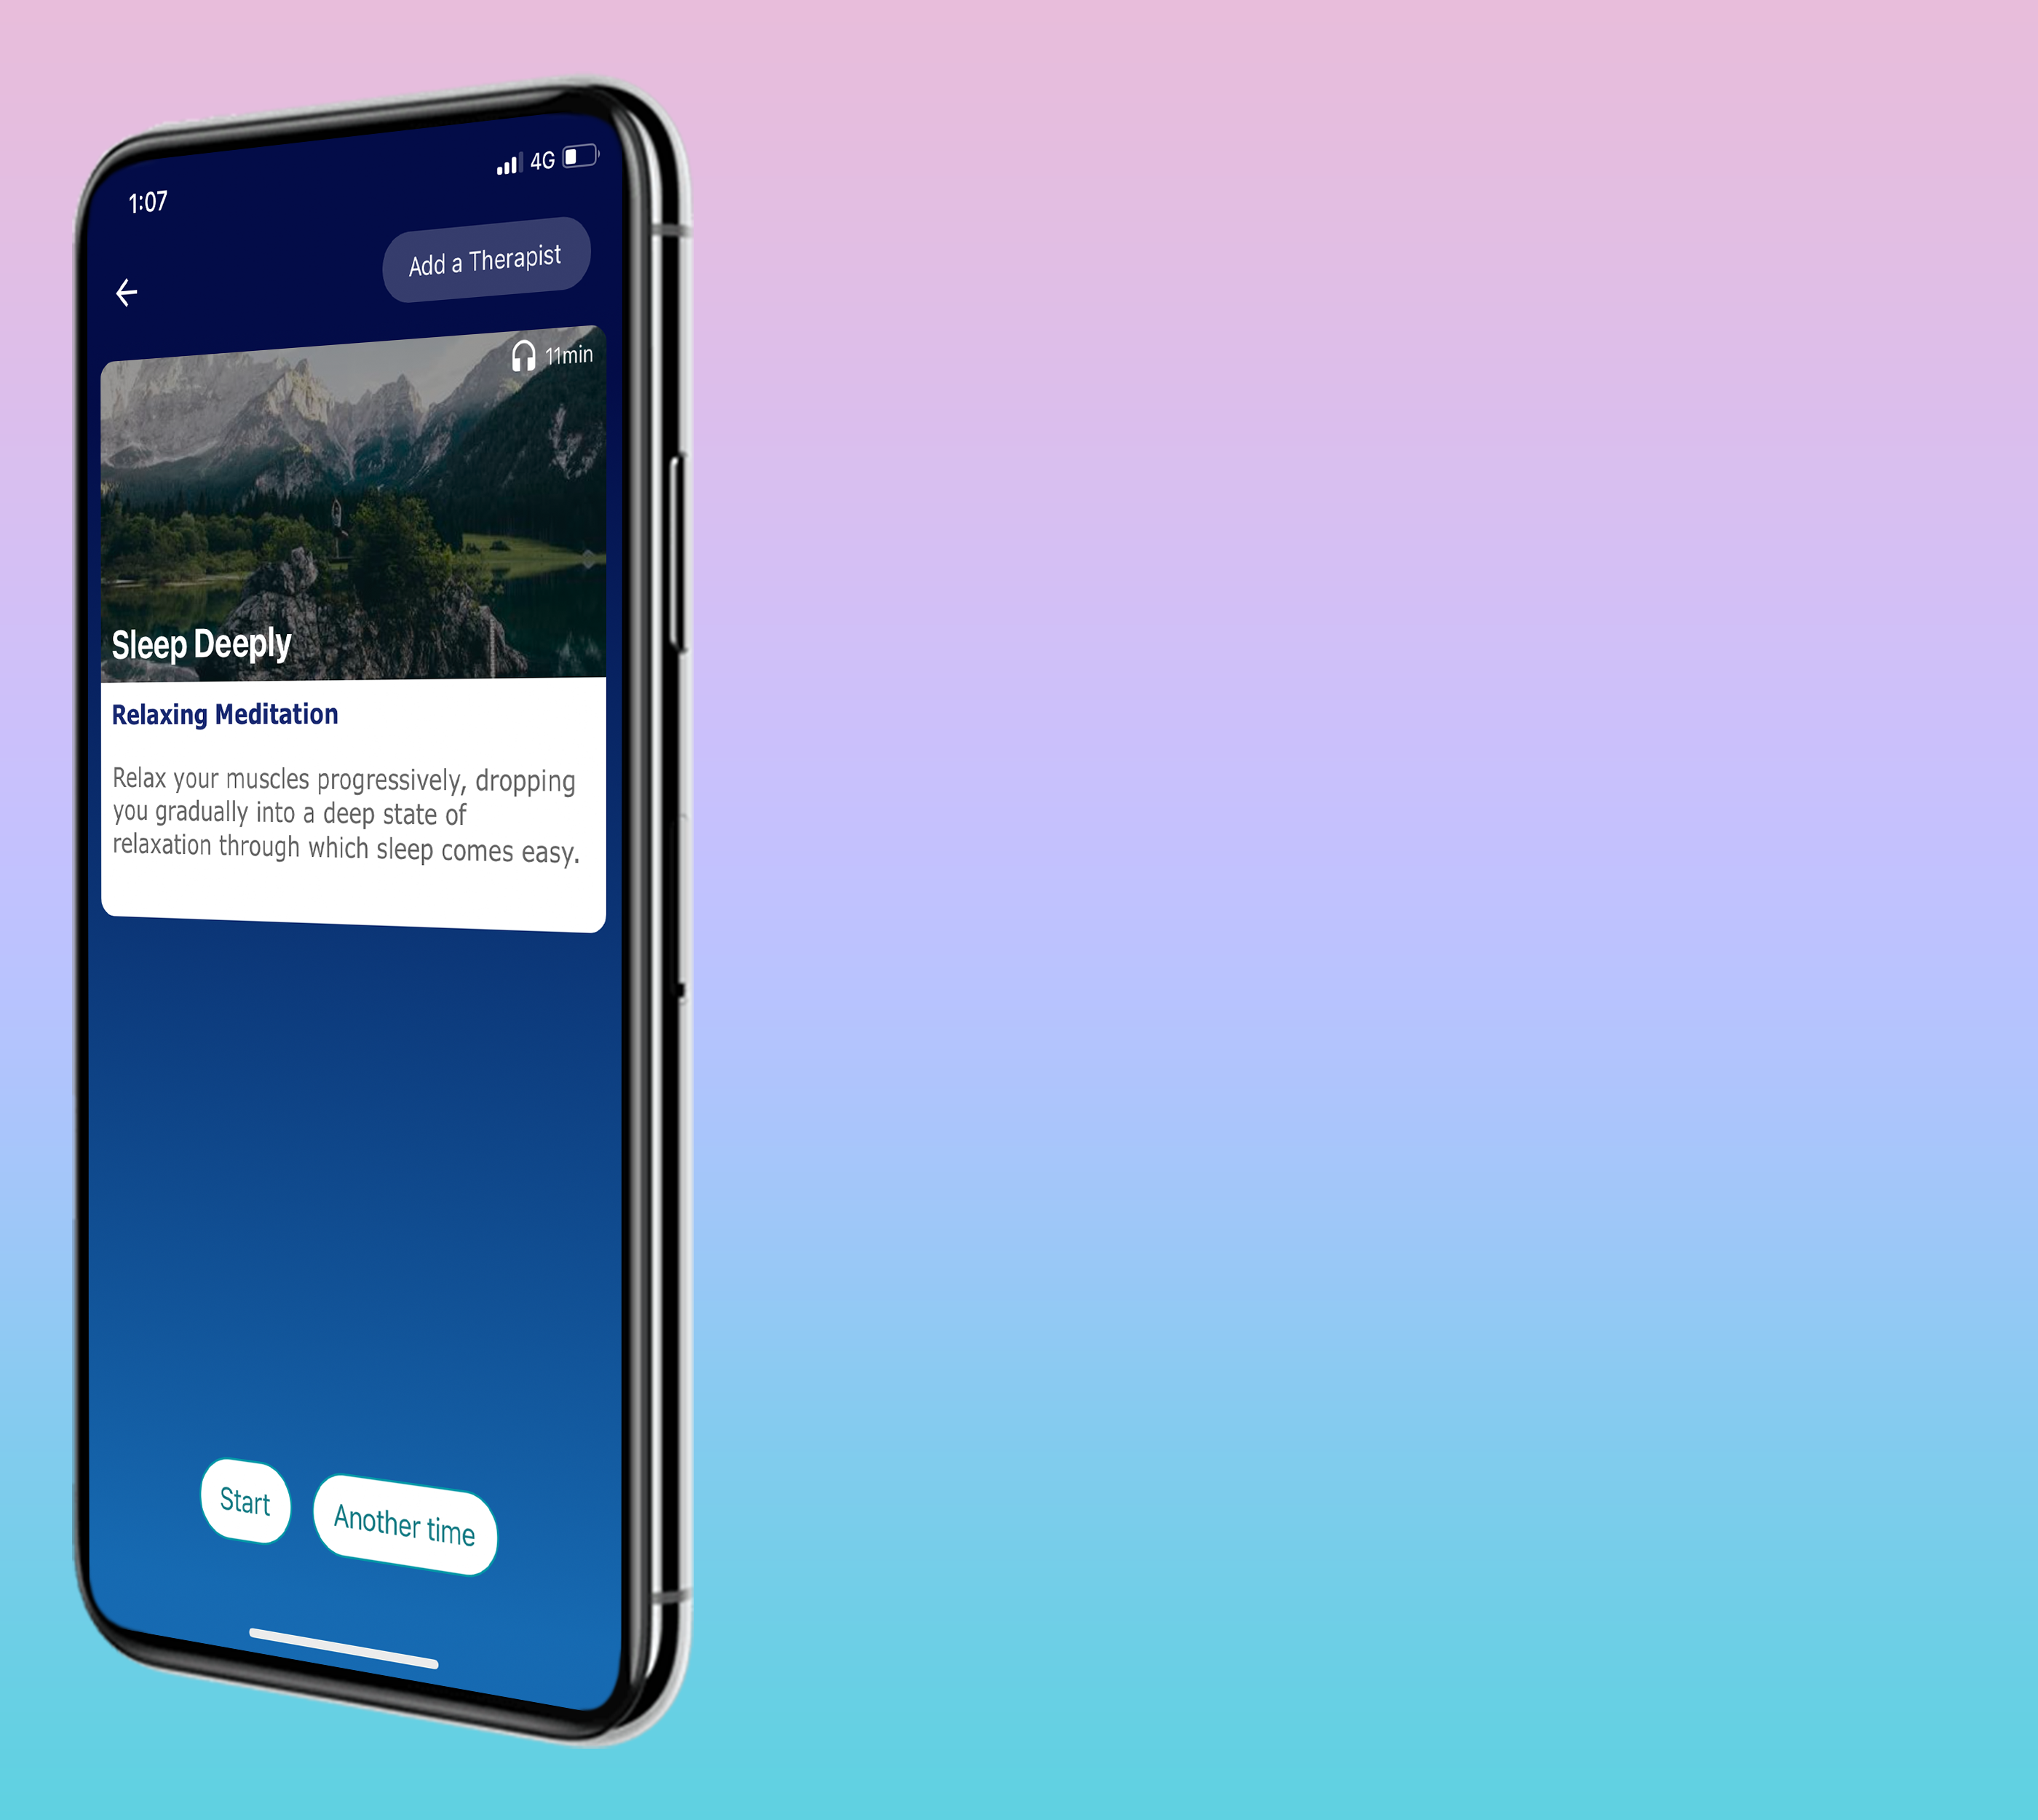 1:07
4G
Add a Therapist
11min
Sleep Deeply
Relaxing Meditation
Relax your muscles progressively, dropping
you gradually into a deep state of
relaxation through which sleep comes easy.
Start
Another time